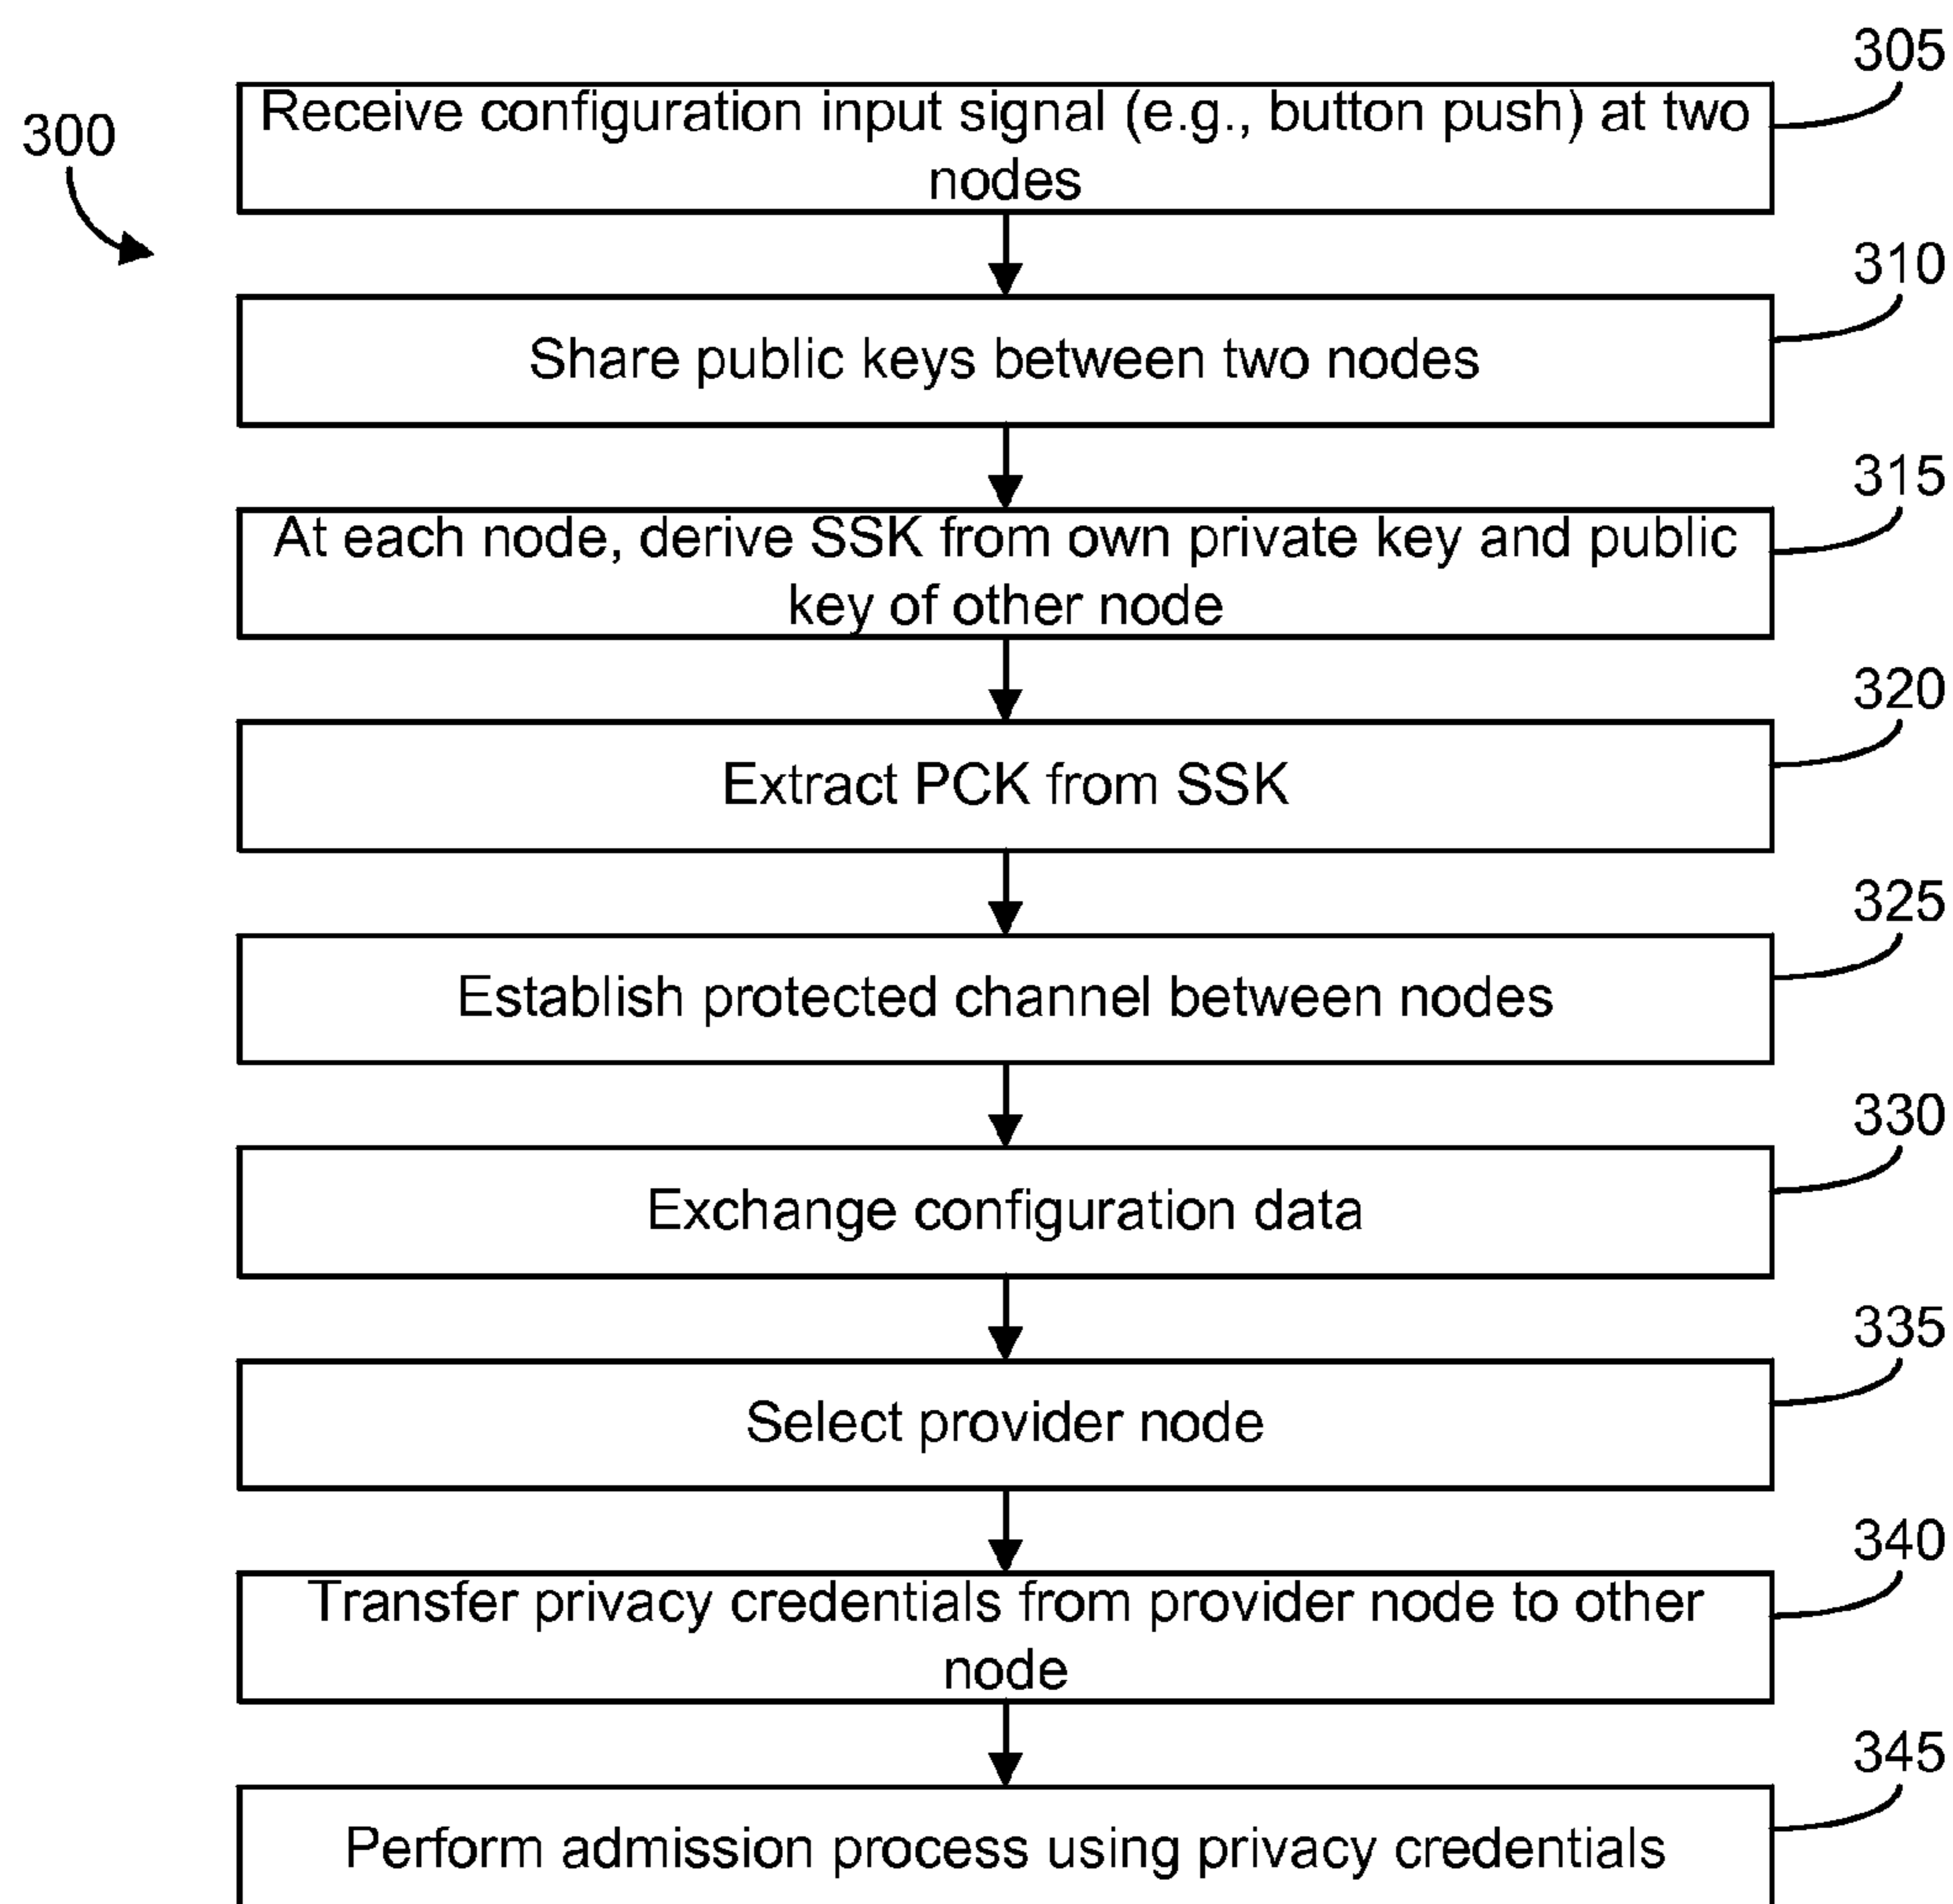 305
300
Receive configuration input signal (e.g., button push) at two
nodes
310
Share public keys between two nodes
315
At each node, derive SSK from own private key and public
key of other node
320
Extract PCK from SSK
325
Establish protected channel between nodes
330
Exchange configuration data
335
Select provider node
340
Transfer privacy credentials from provider node to other
node
345
Perform admission process using privacy credentials